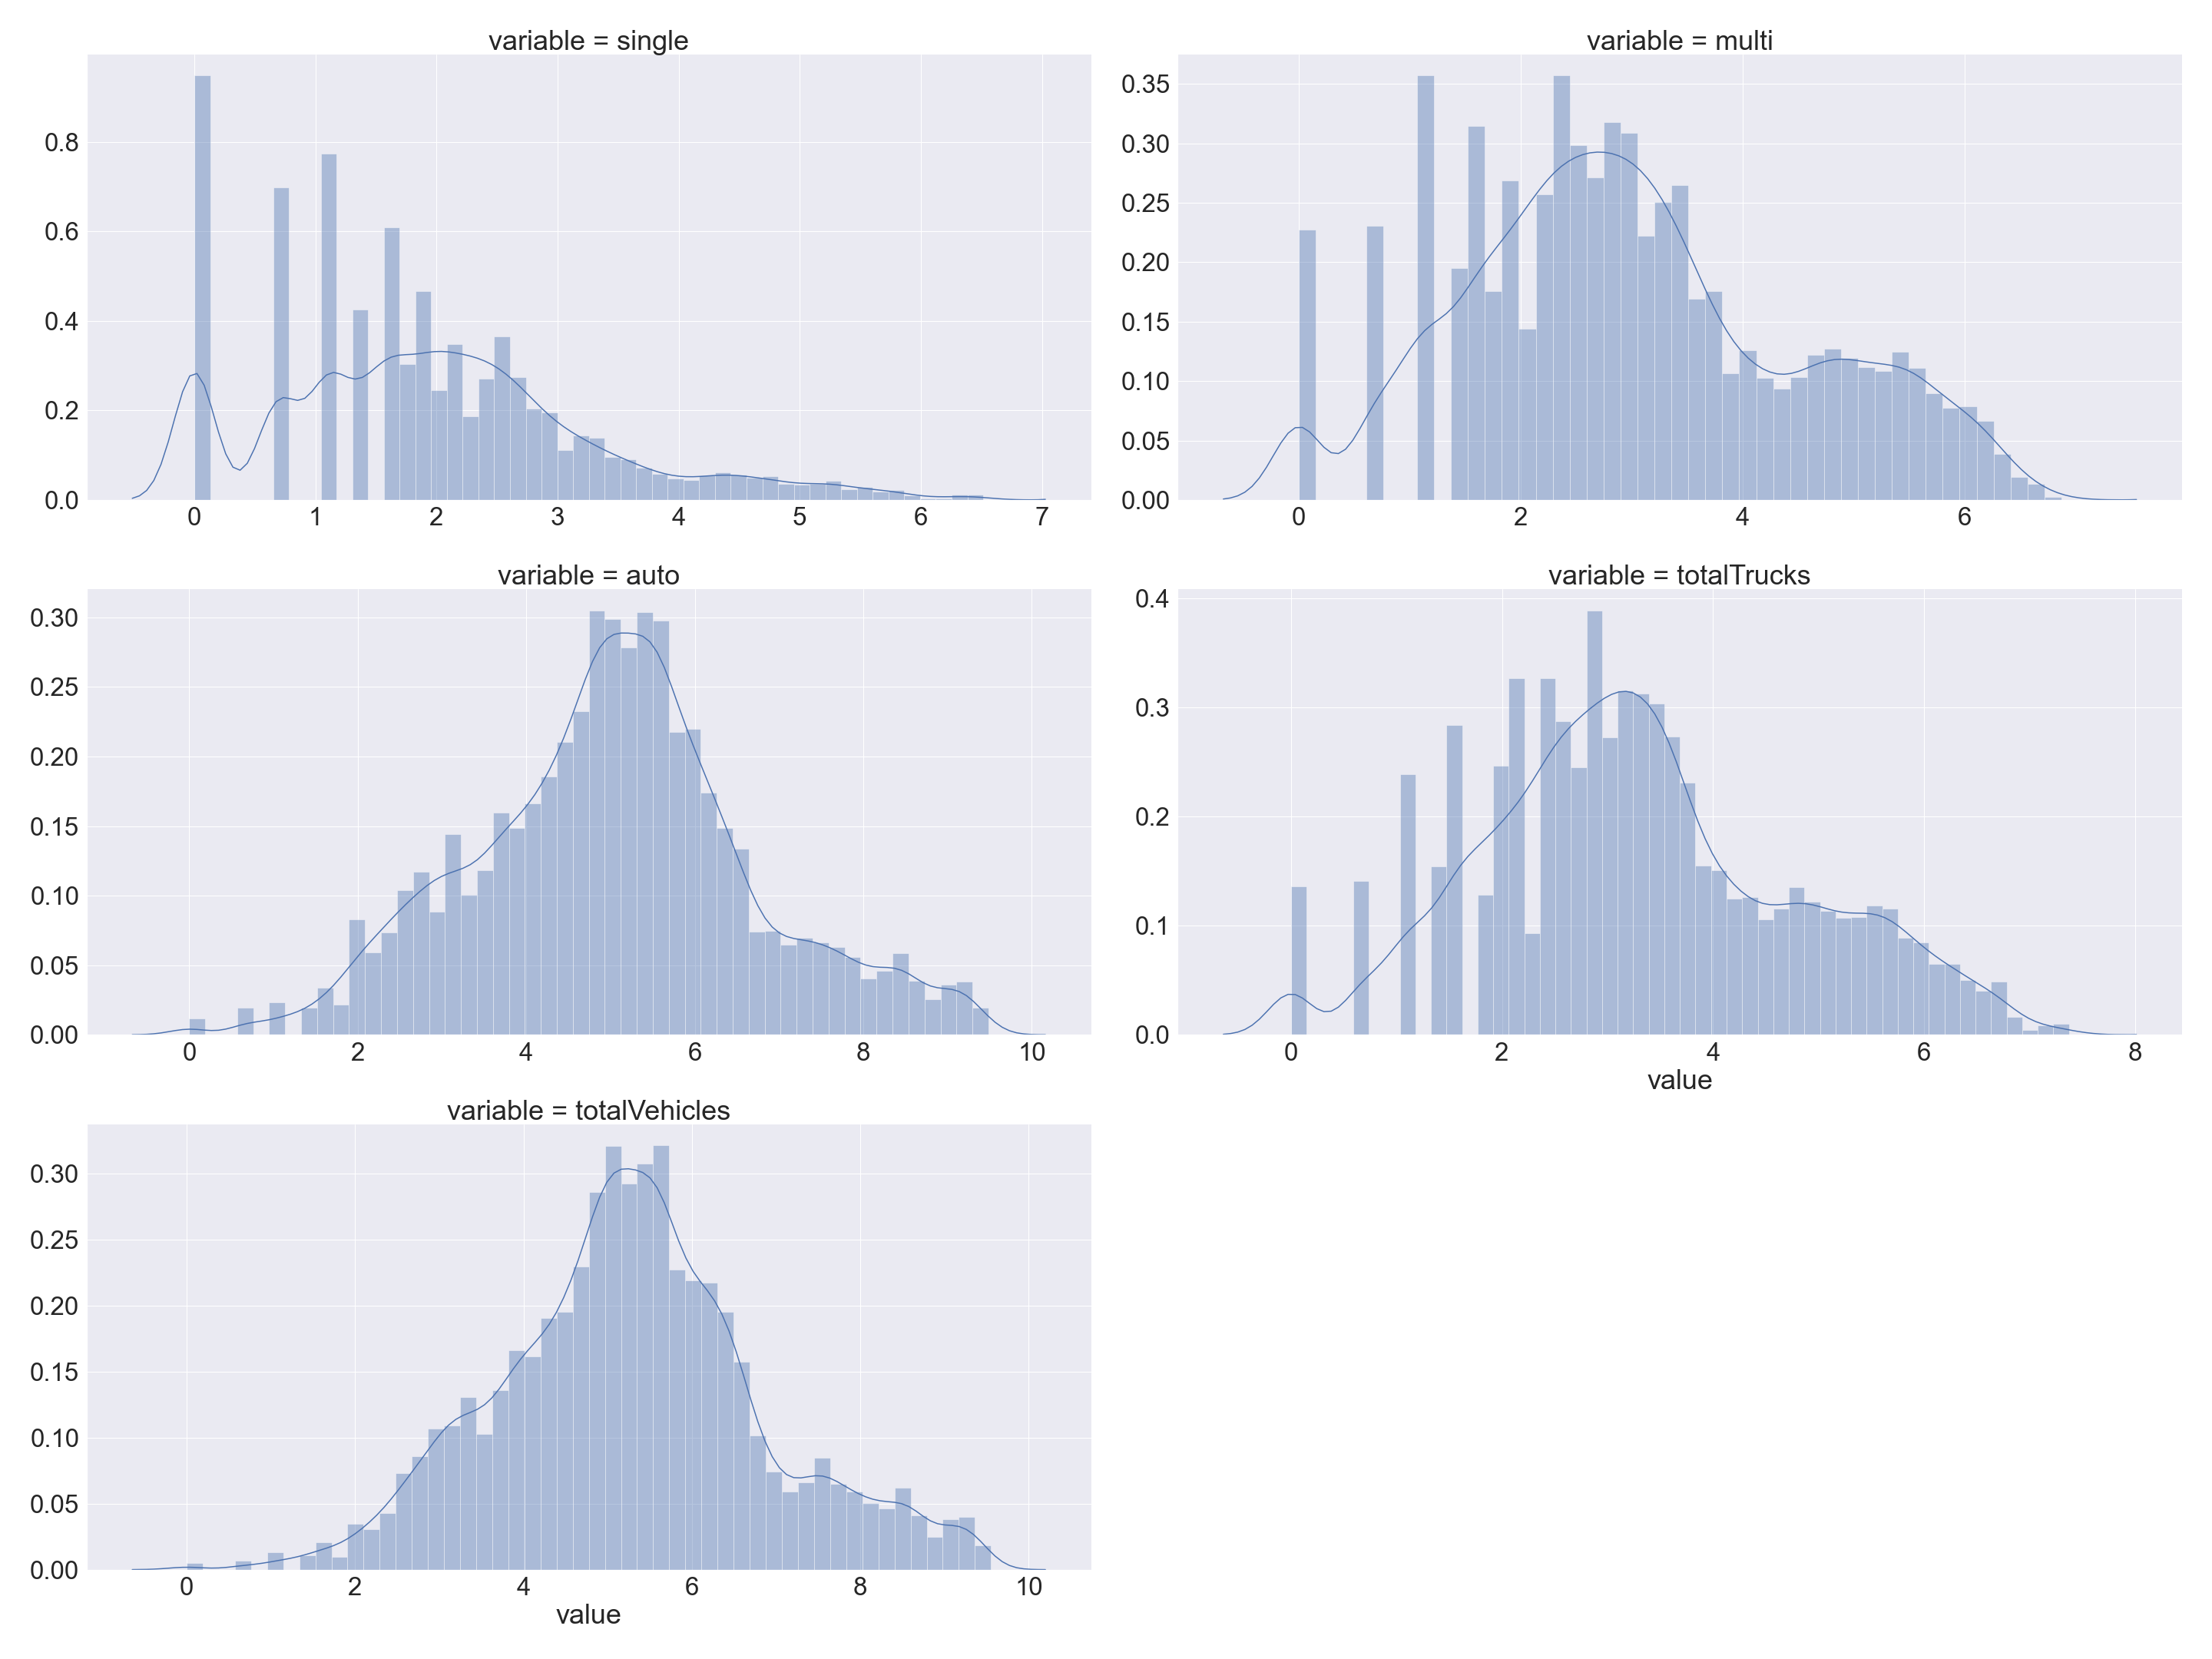 variable = single
0.8
0.6
0.4
0.2
0.0
0 1 2 3 4 5 6 7
variable = multi
0.35
0.30
0.25
0.20
0.15
0.10
0.05
0.00
0 2 4 6
variable = auto
0.30
0.25
0.20
0.15
0.10
0.05
0.00
0 2 4 6 8 10
variable = totalTrucks
0.4
0.3
0.2
0.1
0.0
0 2 4 6 8
value
variable = totalVehicles
0.30
0.25
0.20
0.15
0.10
0.05
0.00
0 2 4 6 8 10
value